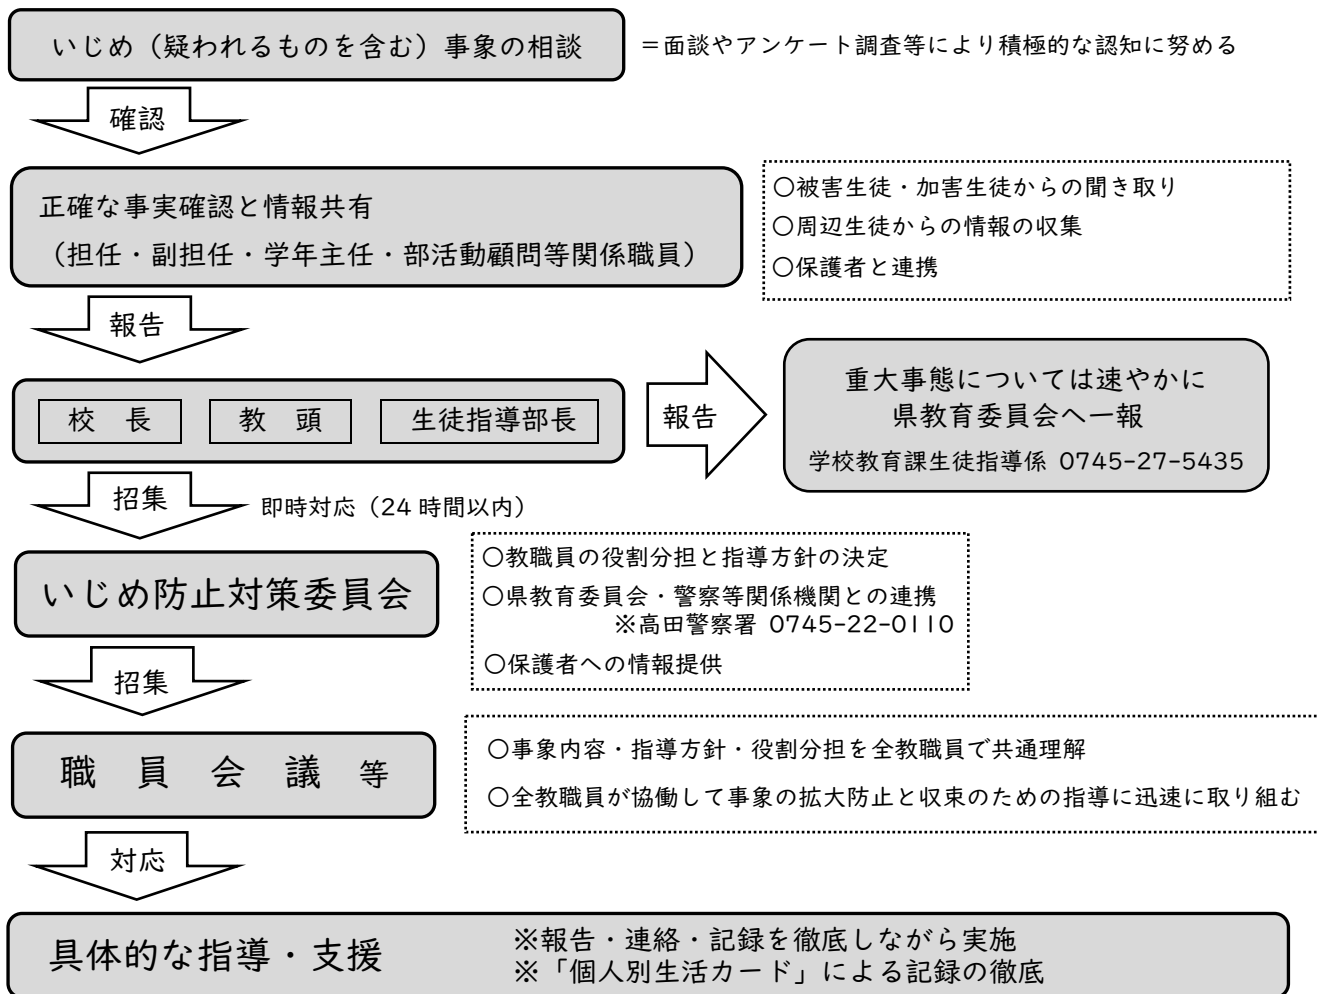 いじめ（疑われるものを含む）事象の相談
＝面談やアンケート調査等により積極的な認知に努める
確認
正確な事実確認と情報共有
（担任・副担任・学年主任・部活動顧問等関係職員）
〇被害生徒・加害生徒からの聞き取り
〇周辺生徒からの情報の収集
〇保護者と連携
報告
校　長
教　頭
生徒指導部長
報告
重大事態については速やかに
県教育委員会へ一報
学校教育課生徒指導係 0745-27-5435
招集
即時対応（24 時間以内）
いじめ防止対策委員会
〇教職員の役割分担と指導方針の決定
〇県教育委員会・警察等関係機関との連携
※高田警察署 0745-22-0110
〇保護者への情報提供
招集
職　員　会　議　等
〇事象内容・指導方針・役割分担を全教職員で共通理解
〇全教職員が協働して事象の拡大防止と収束のための指導に迅速に取り組む
対応
具体的な指導・支援
※報告・連絡・記録を徹底しながら実施
※「個人別生活カード」による記録の徹底